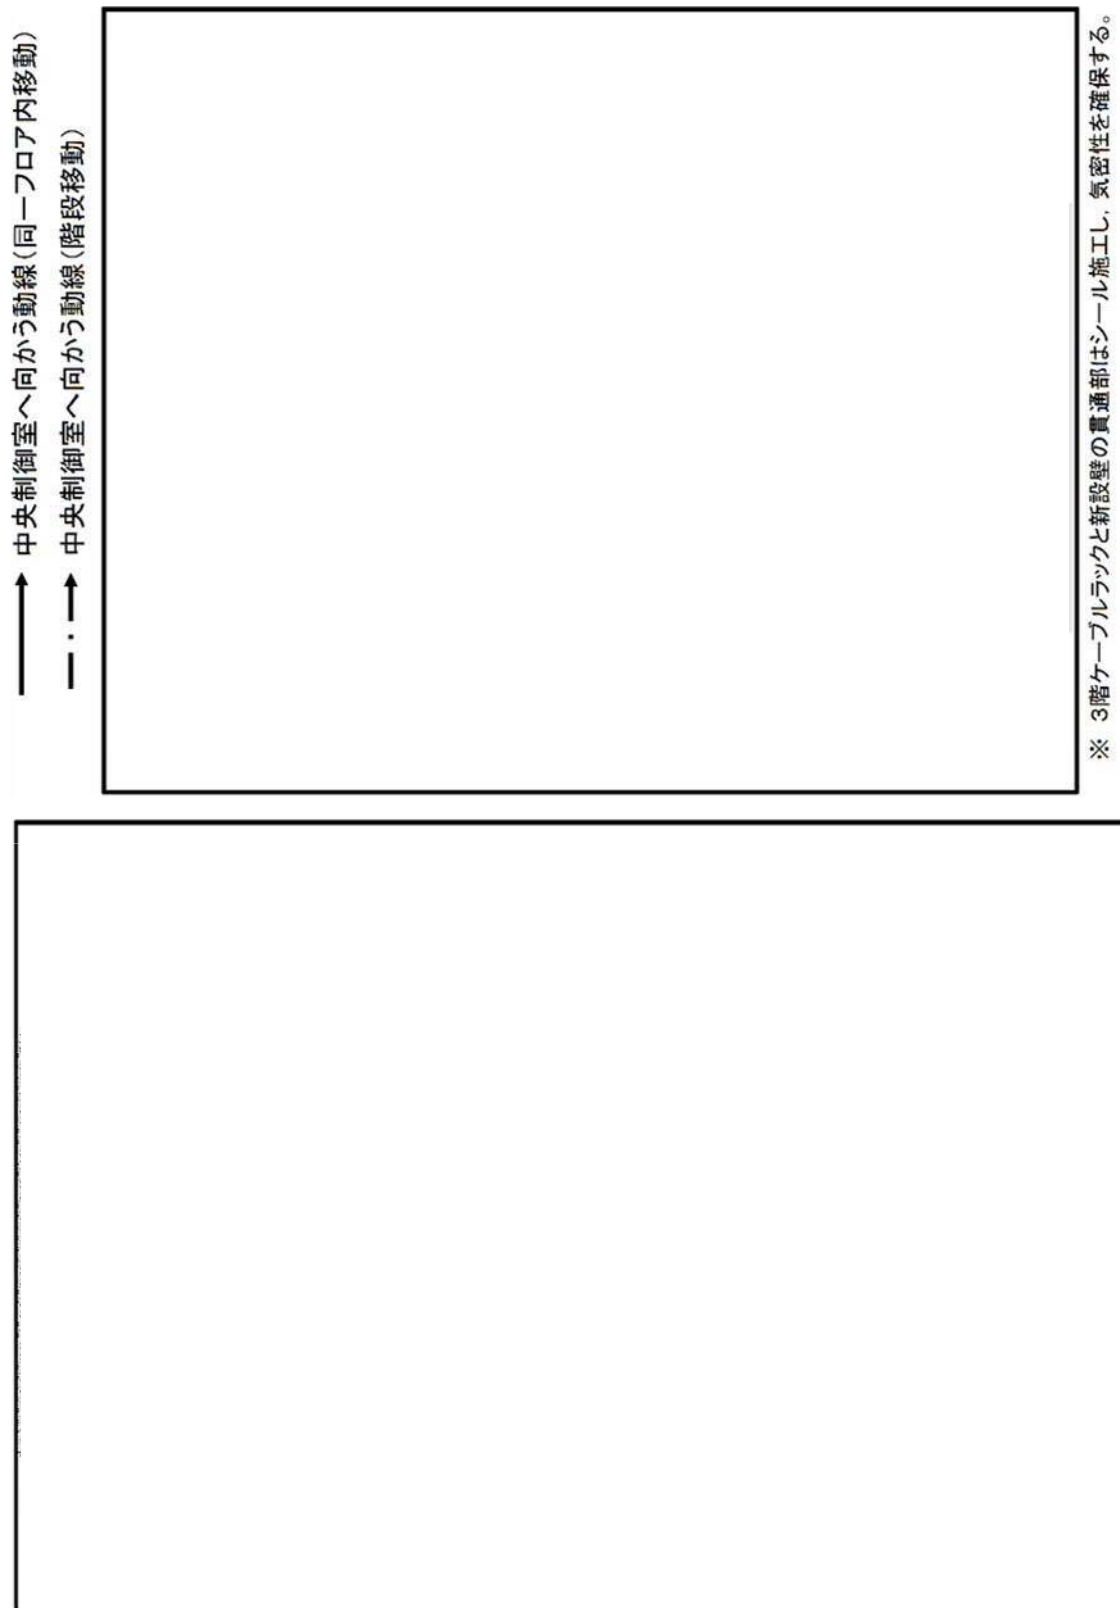 中央制御室へ向かう動線(同一フロア内移動)
中央制御室へ向かう動線(階段移動)
※ 3階ケーブルラックと新設壁の貫通部はシール施工し、気密性を確保する。